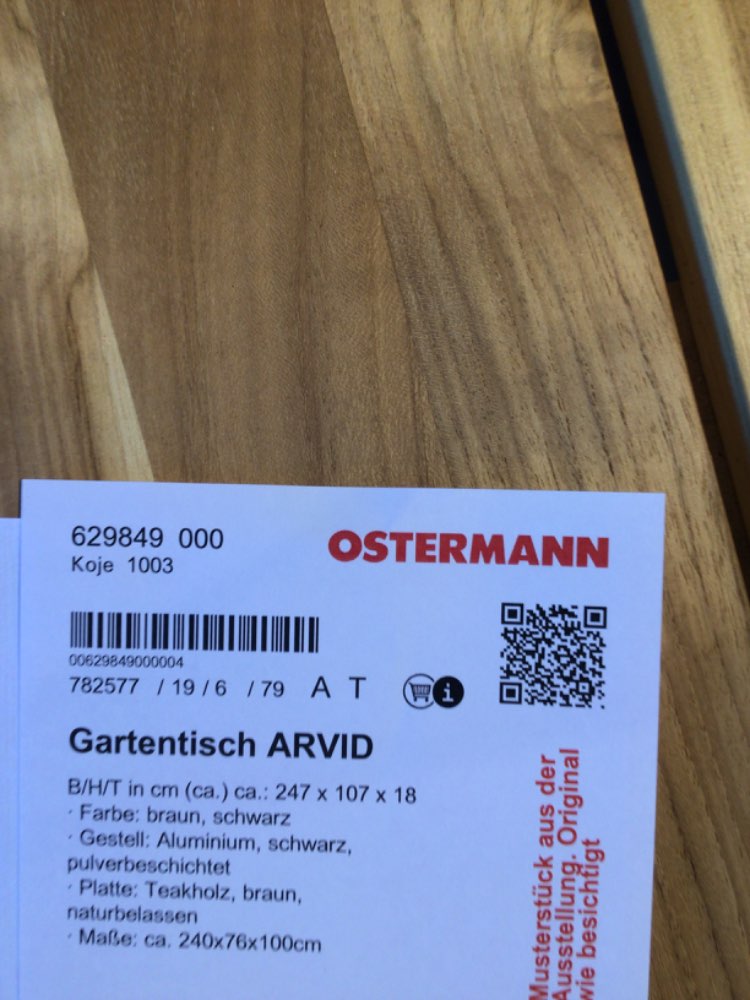 629849 000
Koje 1003
OSTERMANN
00629849000004
782577 / 19 / 6 / 79 A T
i
Gartentisch ARVID
B/H/T in cm (ca.) ca.: 247 x 107 x 18
· Farbe: braun, schwarz
· Gestell: Aluminium, schwarz,
pulverbeschichtet
· Platte: Teakholz, braun,
naturbelassen
· Maße: ca. 240x76x100cm
Musterstück aus der
Ausstellung. Original
wie besichtigt